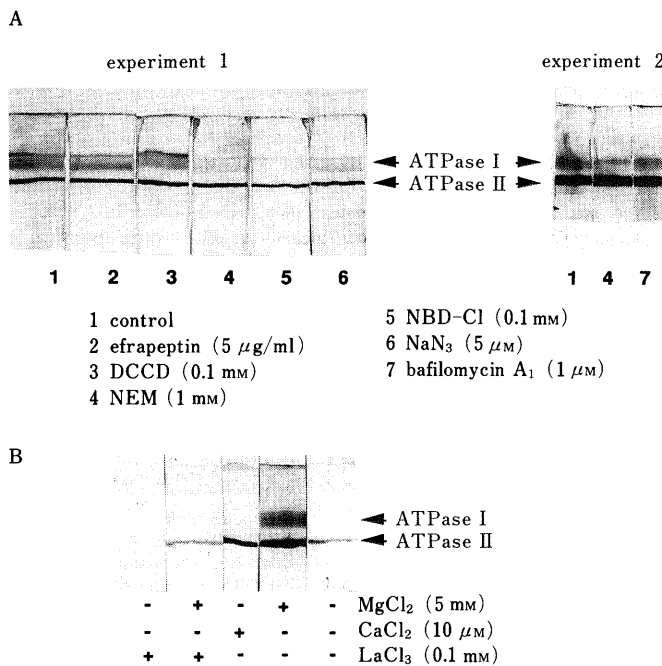 A
experiment 1
experiment 2
ATPase I
ATPase II
1 2 3 4 5 6
1 4 7
1 control
2 efrapeptin (5 μg/ml)
3 DCCD (0.1 mM)
4 NEM (1 mM)
5 NBD-Cl (0.1 mM)
6 NaN₃ (5 μM)
7 bafilomycin A₁ (1 μM)
B
ATPase I
ATPase II
- + - + - MgCl₂ (5 mM)
- - + - - CaCl₂ (10 μM)
+ + - - - LaCl₃ (0.1 mM)